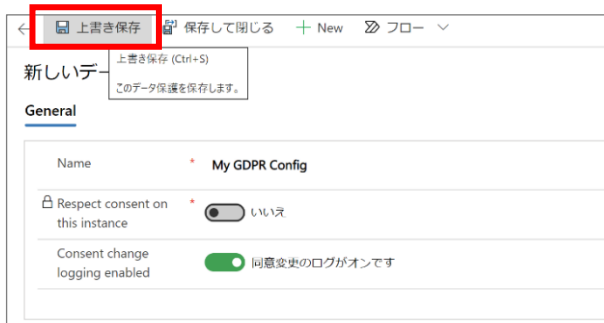 上書き保存 保存して閉じる New フロー
上書き保存 (Ctrl+S)
新しいデー
このデータ保護を保存します。
General
Name * My GDPR Config
Respect consent on * いいえ
this instance
Consent change
logging enabled 同意変更のログがオンです